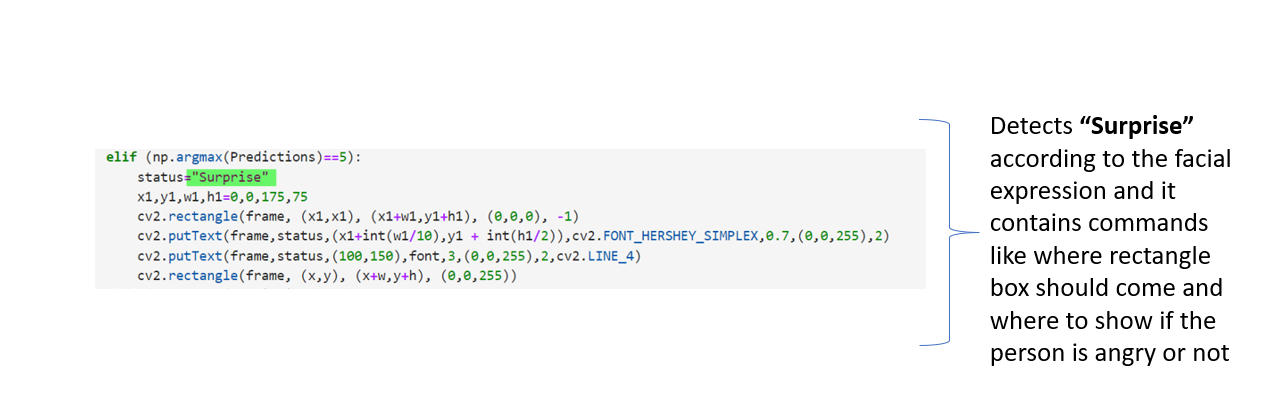 elif (np.argmax(Predictions)==5):
status="Surprise"
x1,y1,w1,h1=0,0,175,75
cv2.rectangle(frame, (x1,x1), (x1+w1,y1+h1), (0,0,0), -1)
cv2.putText(frame,status,(x1+int(w1/10),y1 + int(h1/2)),cv2.FONT_HERSHEY_SIMPLEX,0.7,(0,0,255),2)
cv2.putText(frame,status,(100,150),font,3,(0,0,255),2,cv2.LINE_4)
cv2.rectangle(frame, (x,y), (x+w,y+h), (0,0,255))
Detects “Surprise”
according to the facial
expression and it
contains commands
like where rectangle
box should come and
where to show if the
person is angry or not